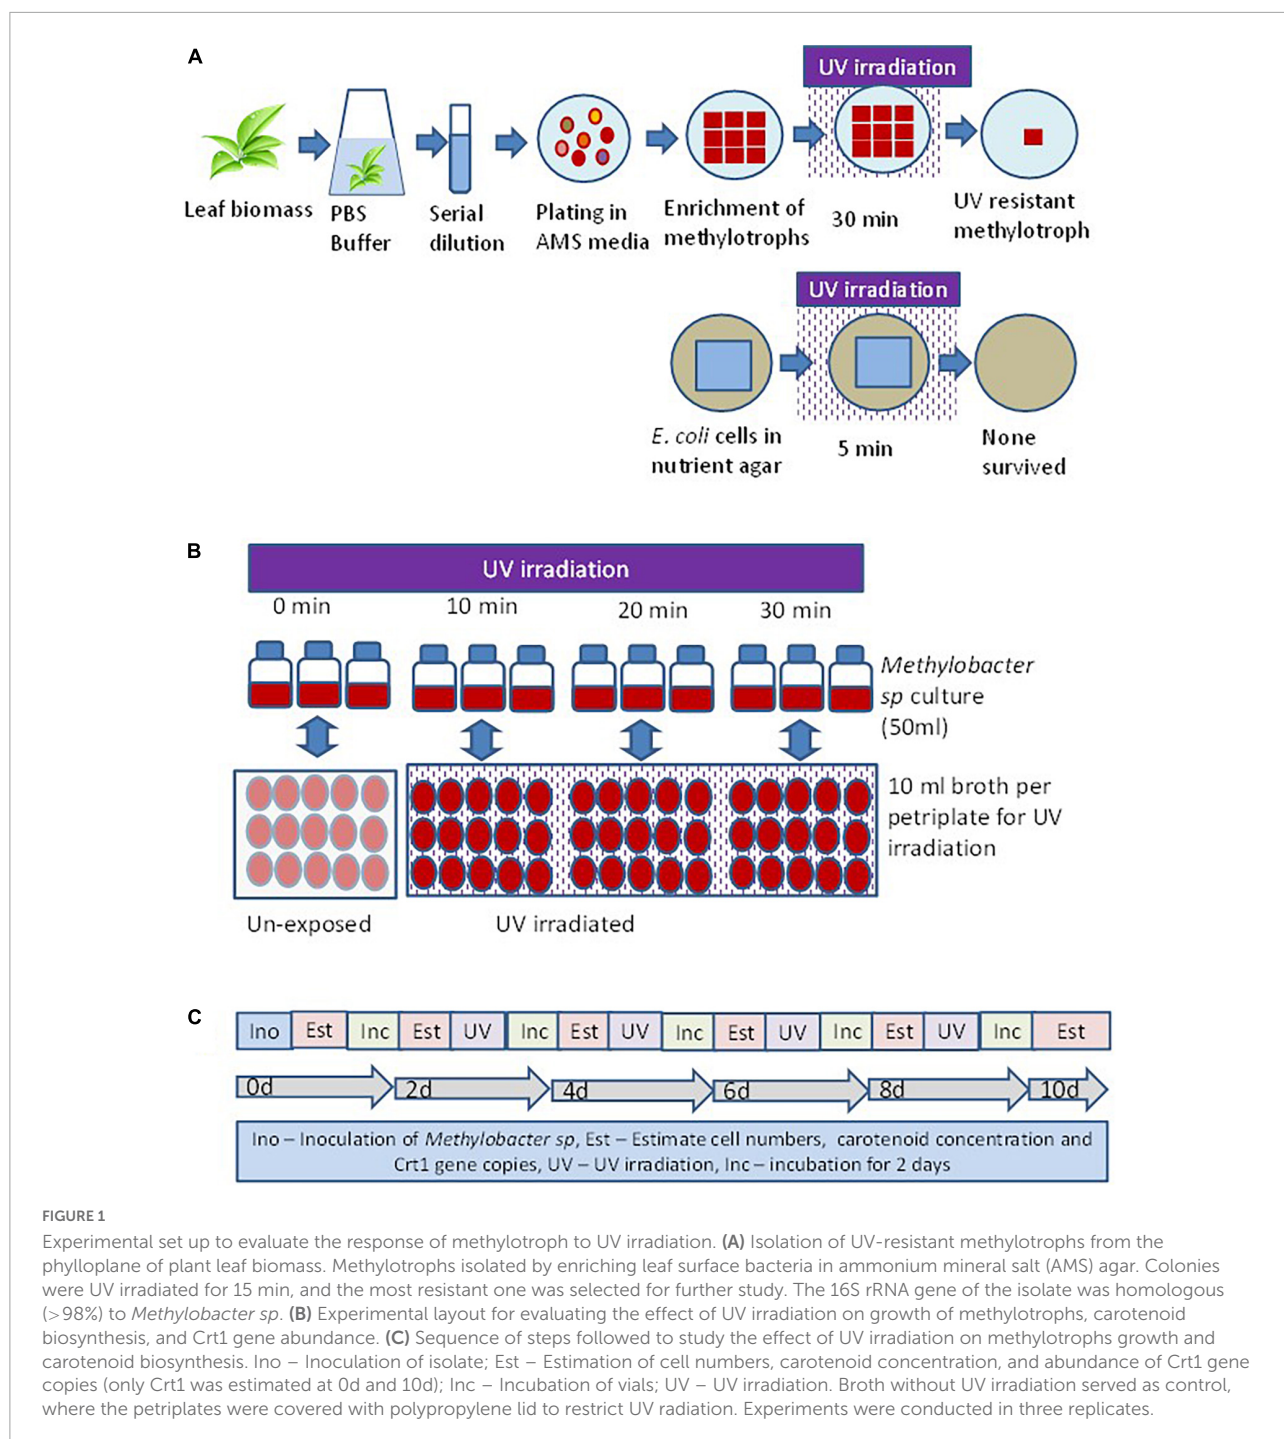 A
UV irradiation
Leaf biomass
PBS
Buffer
Serial
dilution
Plating in
AMS media
Enrichment of
methylotrophs
30 min
UV resistant
methylotroph
UV irradiation
E. coli cells in
nutrient agar
5 min
None
survived
B
UV irradiation
0 min
10 min
20 min
30 min
Methylobacter
sp culture
(50ml)
10 ml broth per
petriplate for UV
irradiation
Un-exposed
UV irradiated
C
Ino Est Inc Est UV Inc Est UV Inc Est UV Inc Est UV Inc Est
0d 2d 4d 6d 8d 10d
Ino – Inoculation of Methylobacter sp, Est – Estimate cell numbers, carotenoid concentration and
Crt1 gene copies, UV – UV irradiation, Inc – incubation for 2 days
FIGURE 1
Experimental set up to evaluate the response of methylotroph to UV irradiation. (A) Isolation of UV-resistant methylotrophs from the
phylloplane of plant leaf biomass. Methylotrophs isolated by enriching leaf surface bacteria in ammonium mineral salt (AMS) agar. Colonies
were UV irradiated for 15 min, and the most resistant one was selected for further study. The 16S rRNA gene of the isolate was homologous
(>98%) to Methylobacter sp. (B) Experimental layout for evaluating the effect of UV irradiation on growth of methylotrophs, carotenoid
biosynthesis, and Crt1 gene abundance. (C) Sequence of steps followed to study the effect of UV irradiation on methylotrophs growth and
carotenoid biosynthesis. Ino – Inoculation of isolate; Est – Estimation of cell numbers, carotenoid concentration, and abundance of Crt1 gene
copies (only Crt1 was estimated at 0d and 10d); Inc – Incubation of vials; UV – UV irradiation. Broth without UV irradiation served as control,
where the petriplates were covered with polypropylene lid to restrict UV radiation. Experiments were conducted in three replicates.